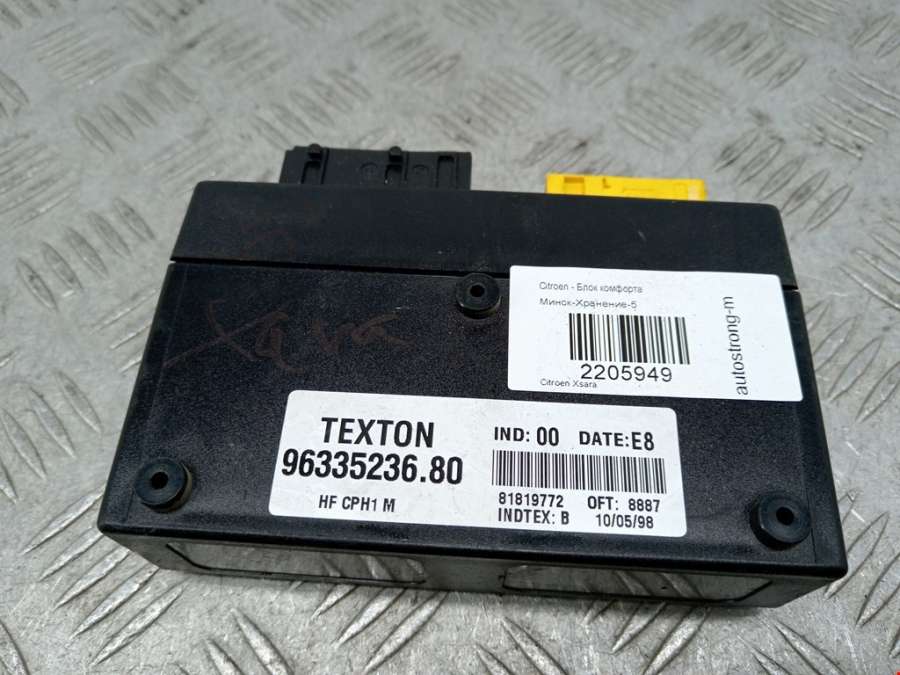 Citroen - Блок комфорта
Минск-Хранение-5
2205949
Citroen Xsara
autostrong-m
Xsara
TEXTON
96335236.80
HF CPH1 M
IND: 00 DATE: E8
81819772 OFT: 8887
INDTEX: B 10/05/98